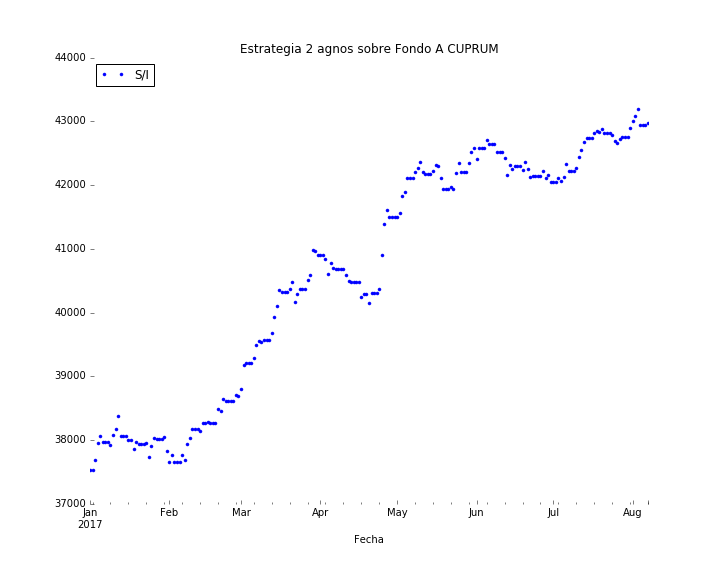 Estrategia 2 agnos sobre Fondo A CUPRUM
S/I
44000
43000
42000
41000
40000
39000
38000
37000
Jan Feb Mar Apr May Jun Jul Aug
2017
Fecha